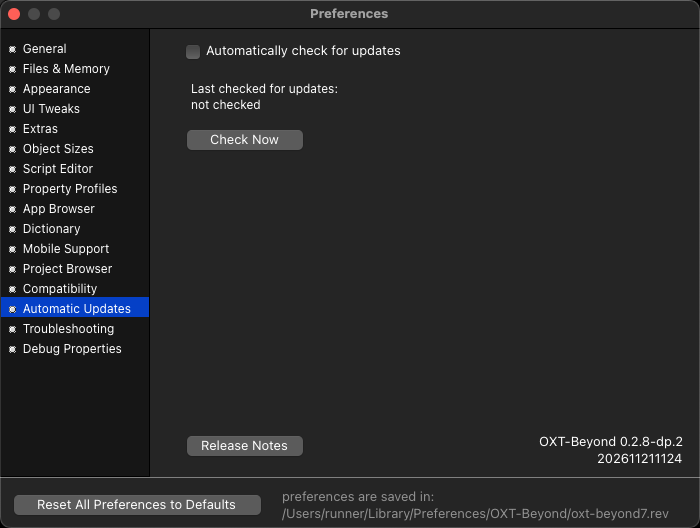 Preferences
General
Files & Memory
Appearance
UI Tweaks
Extras
Object Sizes
Script Editor
Property Profiles
App Browser
Dictionary
Mobile Support
Project Browser
Compatibility
Automatic Updates
Troubleshooting
Debug Properties
Automatically check for updates
Last checked for updates:
not checked
Check Now
Release Notes
OXT-Beyond 0.2.8-dp.2
202611211124
Reset All Preferences to Defaults
preferences are saved in:
/Users/runner/Library/Preferences/OXT-Beyond/oxt-beyond7.rev